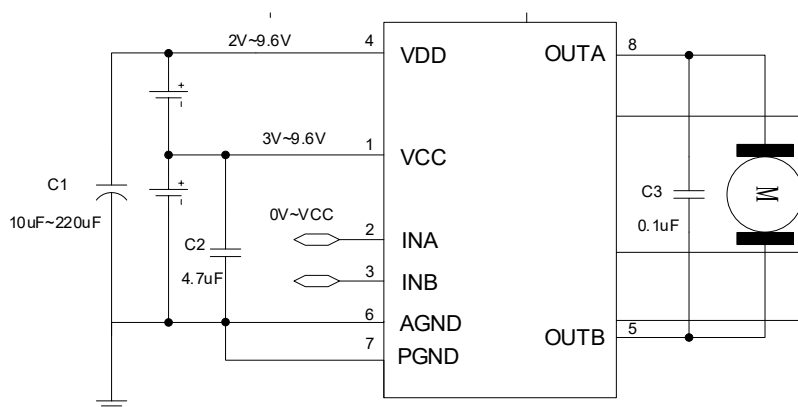 2V~9.6V 4 VDD OUTA 8
+
-
3V~9.6V 1 VCC
+
-
C1
10uF~220uF
C2
4.7uF
0V~VCC 2 INA
3 INB
6 AGND
7 PGND
OUTB 5
C3
0.1uF
M